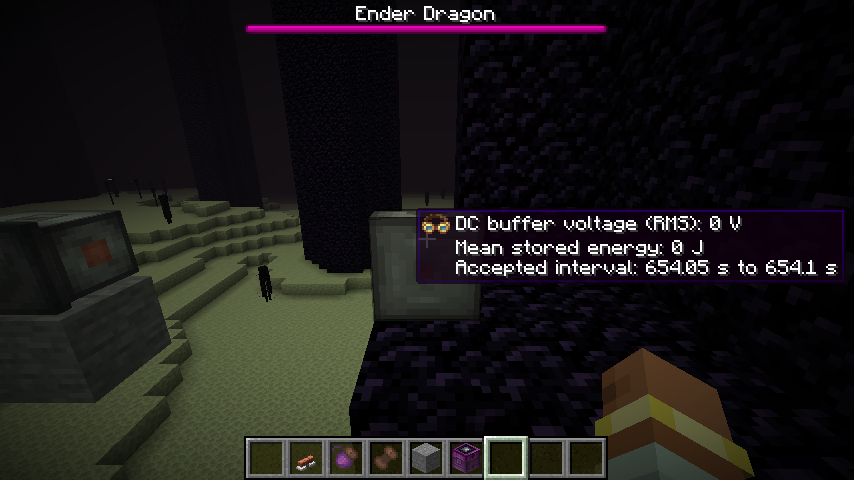 Ender Dragon
DC buffer voltage (RMS): 0 V
Mean stored energy: 0 J
Accepted interval: 654.05 s to 654.1 s